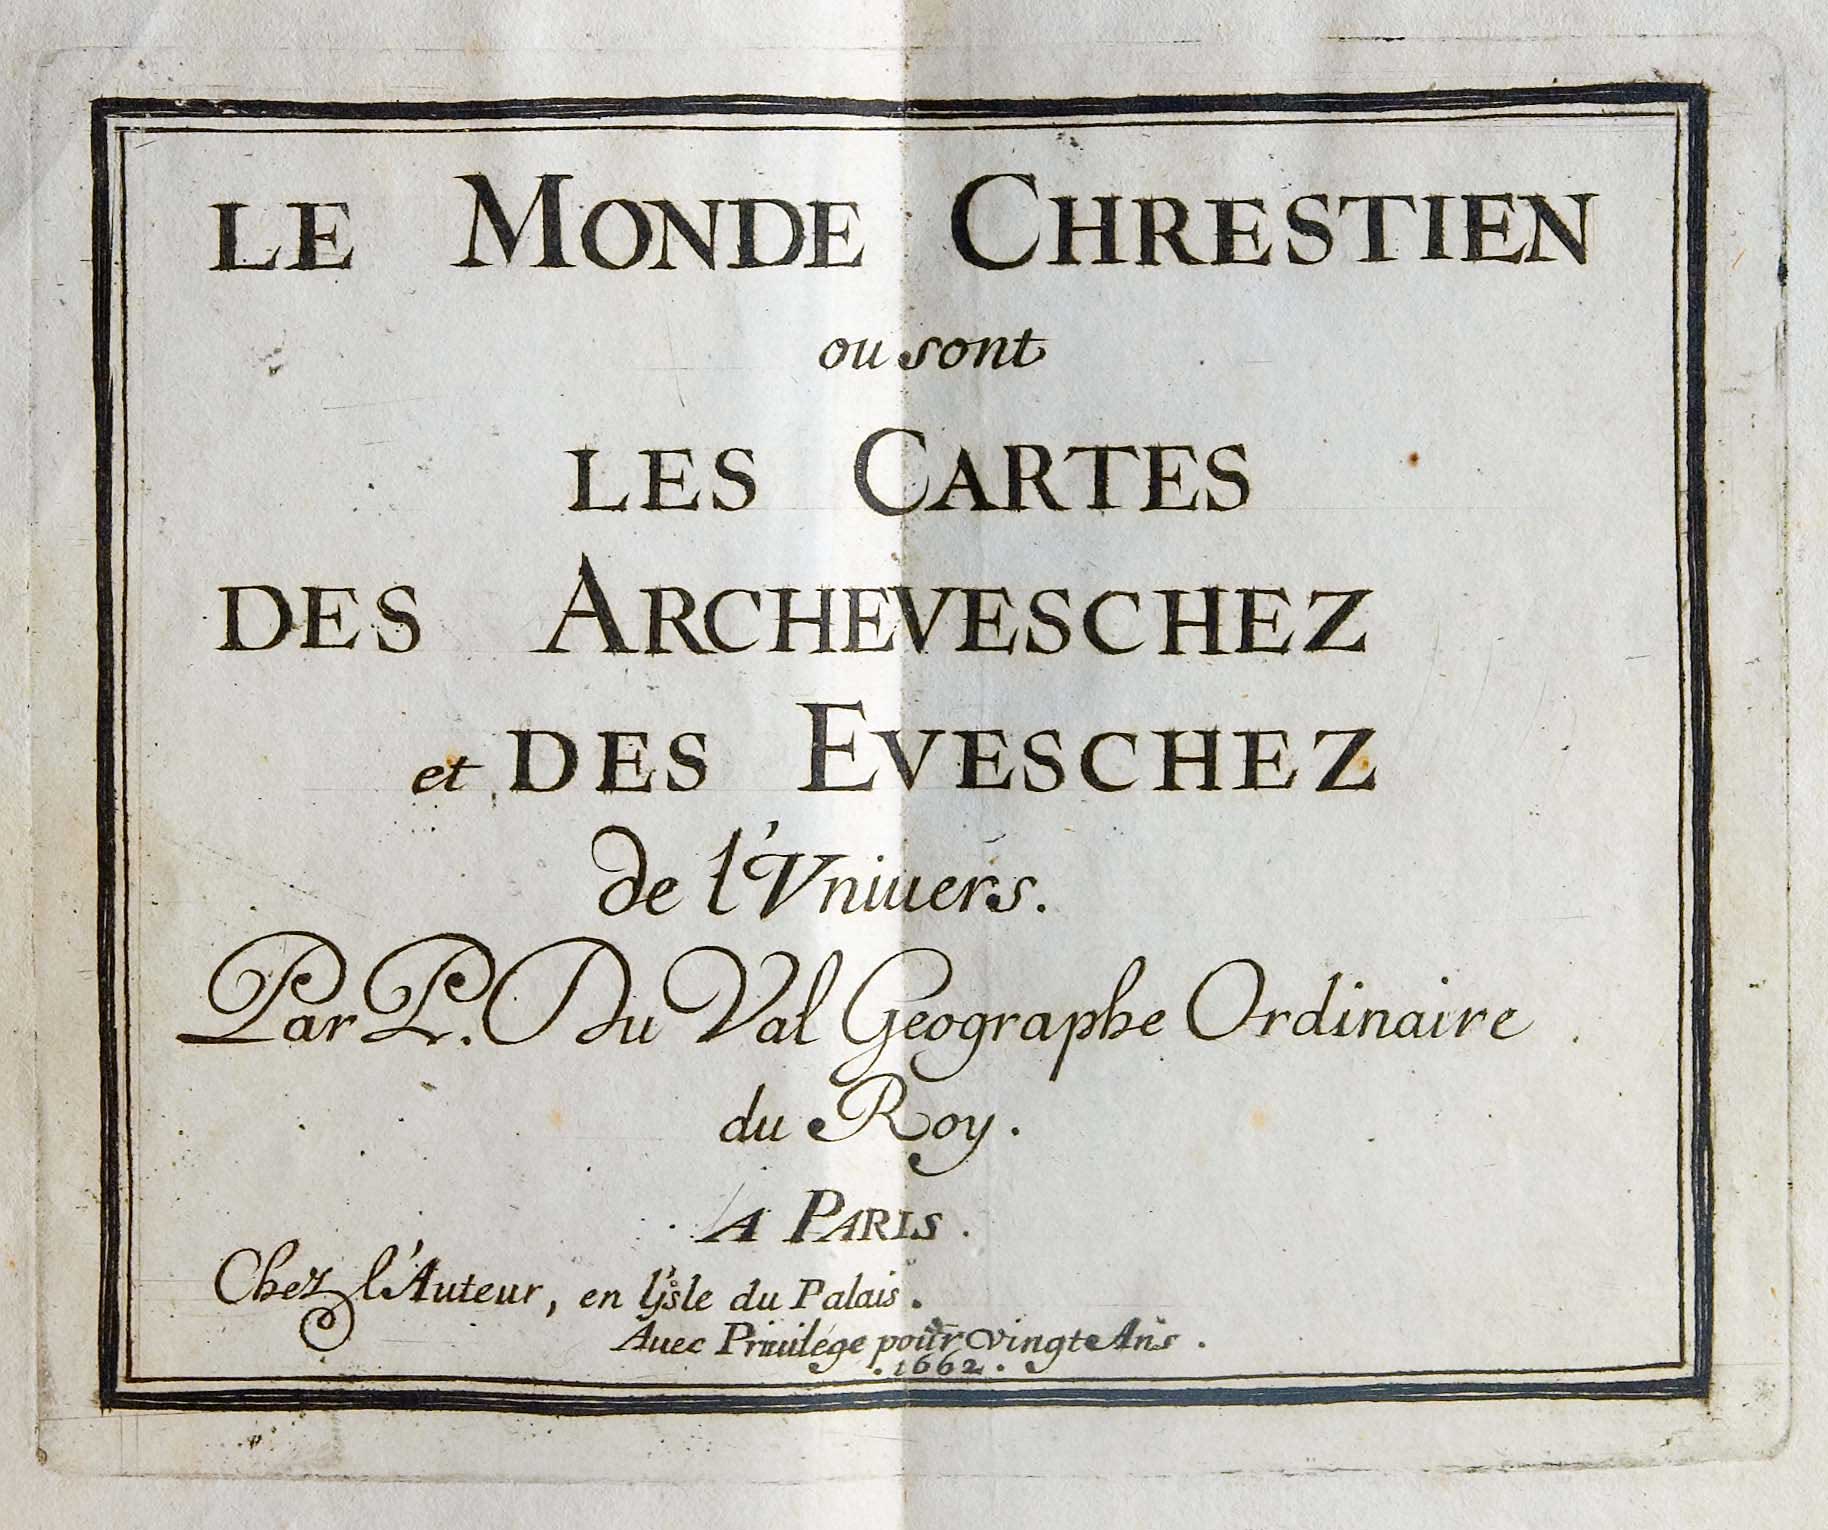 LE MONDE CHRESTIEN
ou sont
LES CARTES
DES ARCHEVESCHEZ
et DES EVESCHEZ
de l'Vniuers.
Par P. Du Val Geographe Ordinaire
du Roy.
A PARIS.
Chez l'Auteur, en l'jsle du Palais.
Auec Priuilége pour vingt Ans.
.1662.